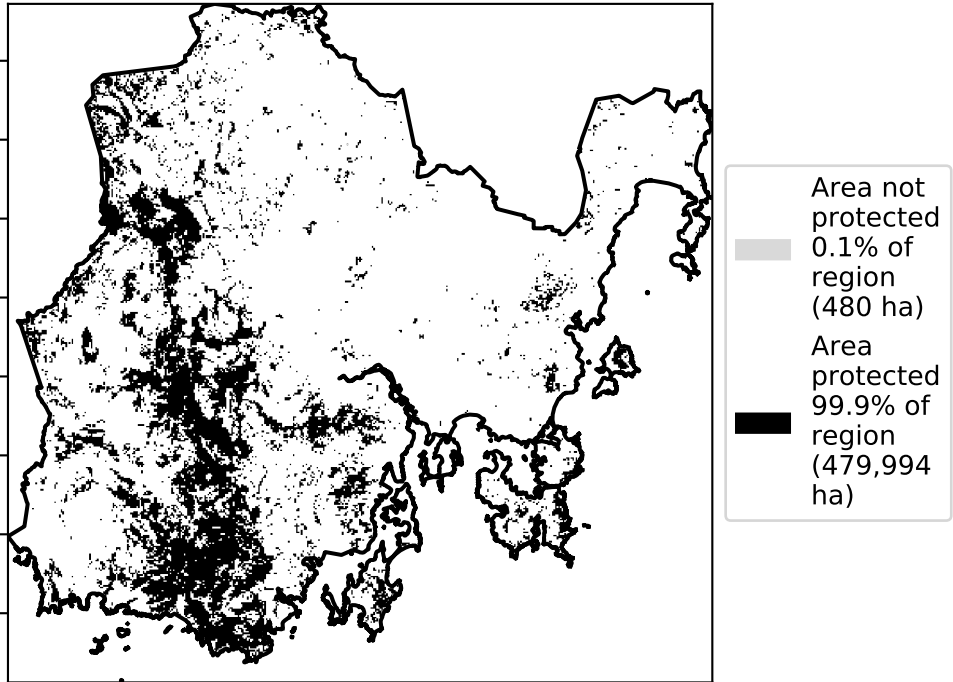 Area not
protected
0.1% of
region
(480 ha)
Area
protected
99.9% of
region
(479,994
ha)